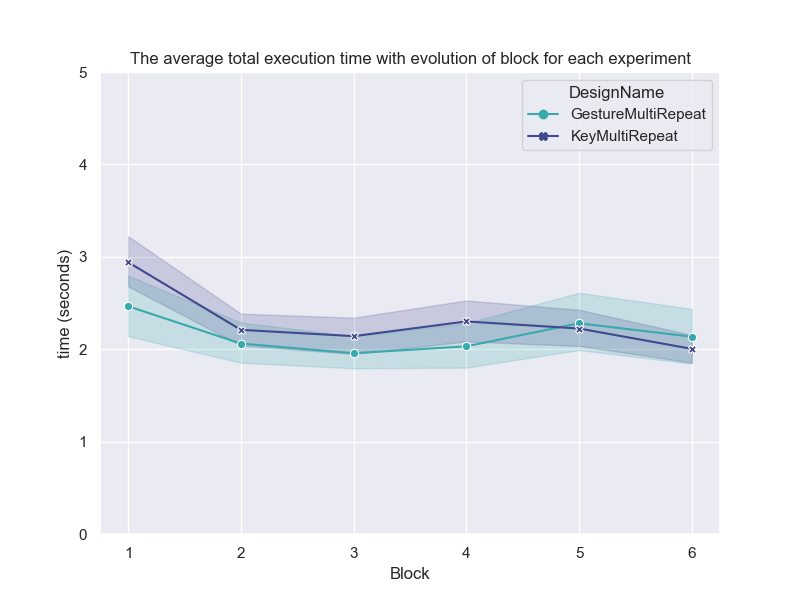 The average total execution time with evolution of block for each experiment
DesignName
GestureMultiRepeat
KeyMultiRepeat
5
4
3
2
1
0
time (seconds)
1 2 3 4 5 6
Block